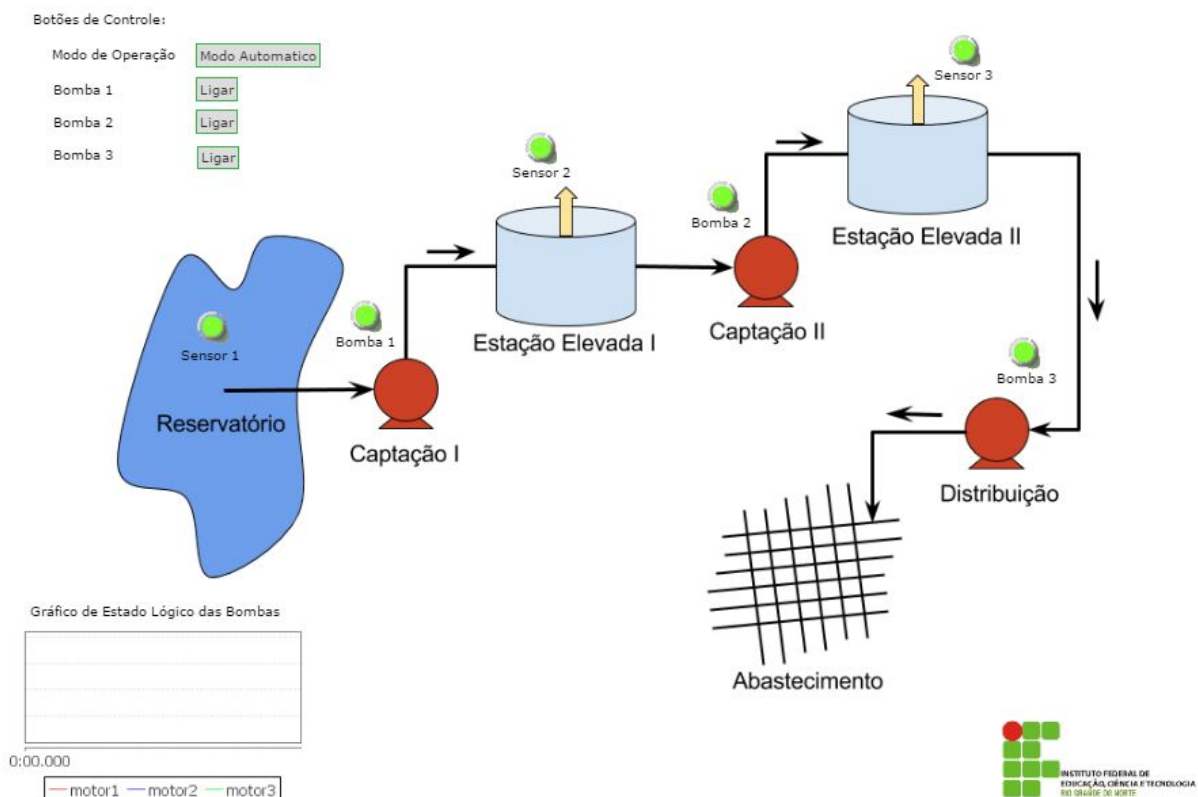 Botões de Controle:
Modo de Operação
Modo Automatico
Bomba 1
Ligar
Bomba 2
Ligar
Bomba 3
Ligar
Sensor 3
Sensor 2
Bomba 2
Estação Elevada II
Sensor 1
Bomba 1
Estação Elevada I
Captação II
Bomba 3
Reservatório
Captação I
Distribuição
Gráfico de Estado Lógico das Bombas
Abastecimento
0:00.000
motor1
motor2
motor3
INSTITUTO FEDERAL DE
EDUCAÇÃO, CIÊNCIA E TECNOLOGIA
RIO GRANDE DO NORTE